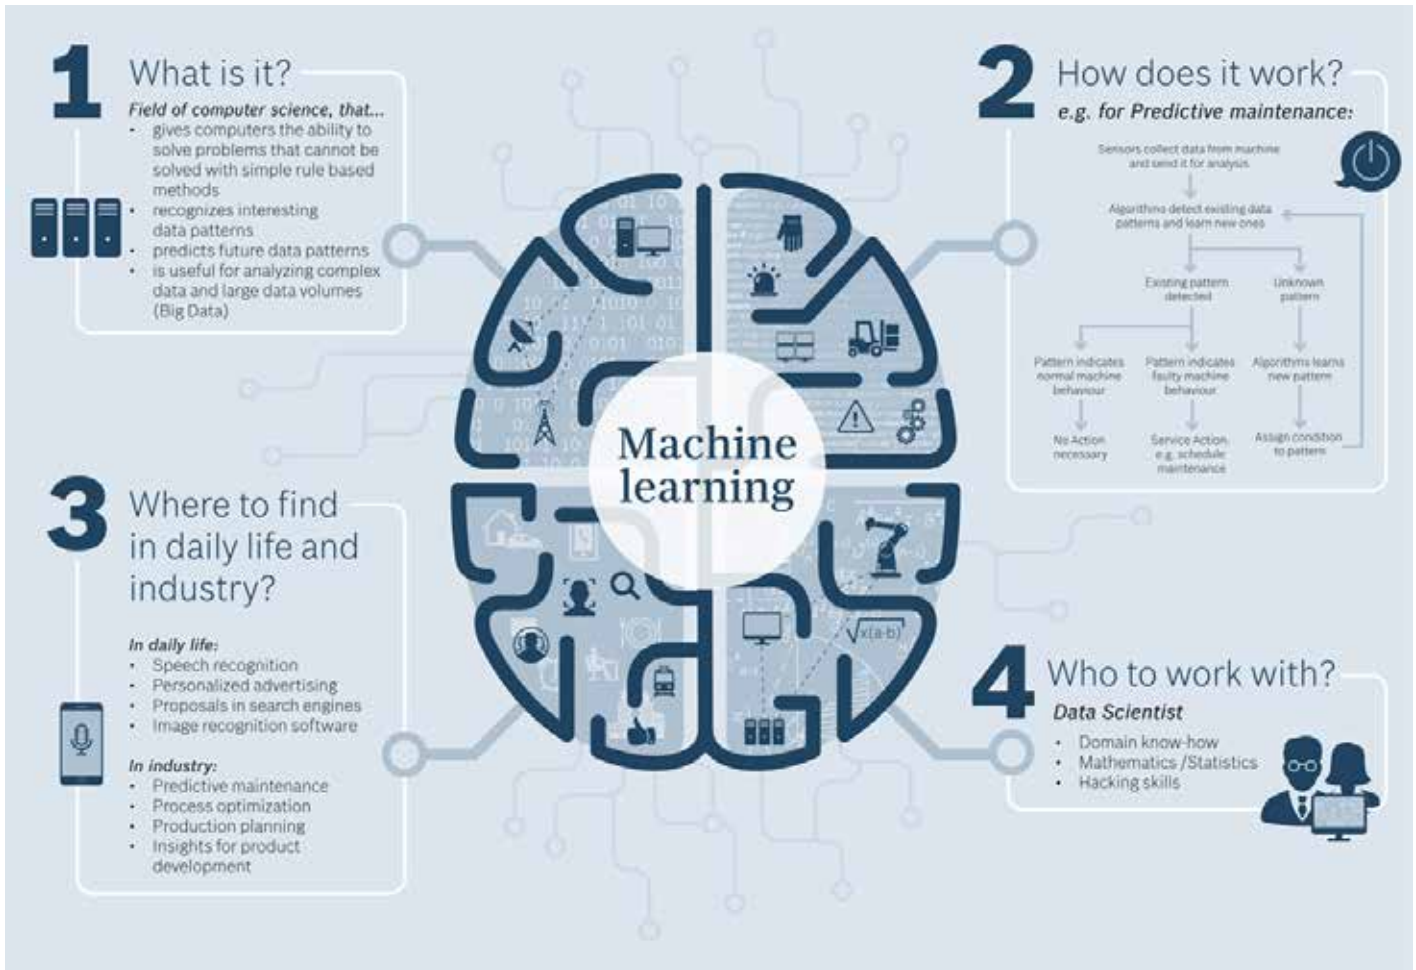 1
What is it?
Field of computer science, that...
• gives computers the ability to
solve problems that cannot be
solved with simple rule based
methods
• recognizes interesting
data patterns
• predicts future data patterns
• is useful for analyzing complex
data and large data volumes
(Big Data)
2
How does it work?
e.g. for Predictive maintenance:
Sensors collect data from machine
and send it for analysis
Algorithms detect existing data
patterns and learn new ones
Existing pattern
detected
Unknown
pattern
Pattern indicates
normal machine
behaviour
Pattern indicates
faulty machine
behaviour
Algorithms learns
new pattern
No Action
necessary
Service Action
e.g. schedule
maintenance
Assign condition
to pattern
Machine
learning
3
Where to find
in daily life and
industry?
In daily life:
• Speech recognition
• Personalized advertising
• Proposals in search engines
• Image recognition software
In industry:
• Predictive maintenance
• Process optimization
• Production planning
• Insights for product
development
√x(a-b)
4
Who to work with?
Data Scientist
• Domain know-how
• Mathematics /Statistics
• Hacking skills